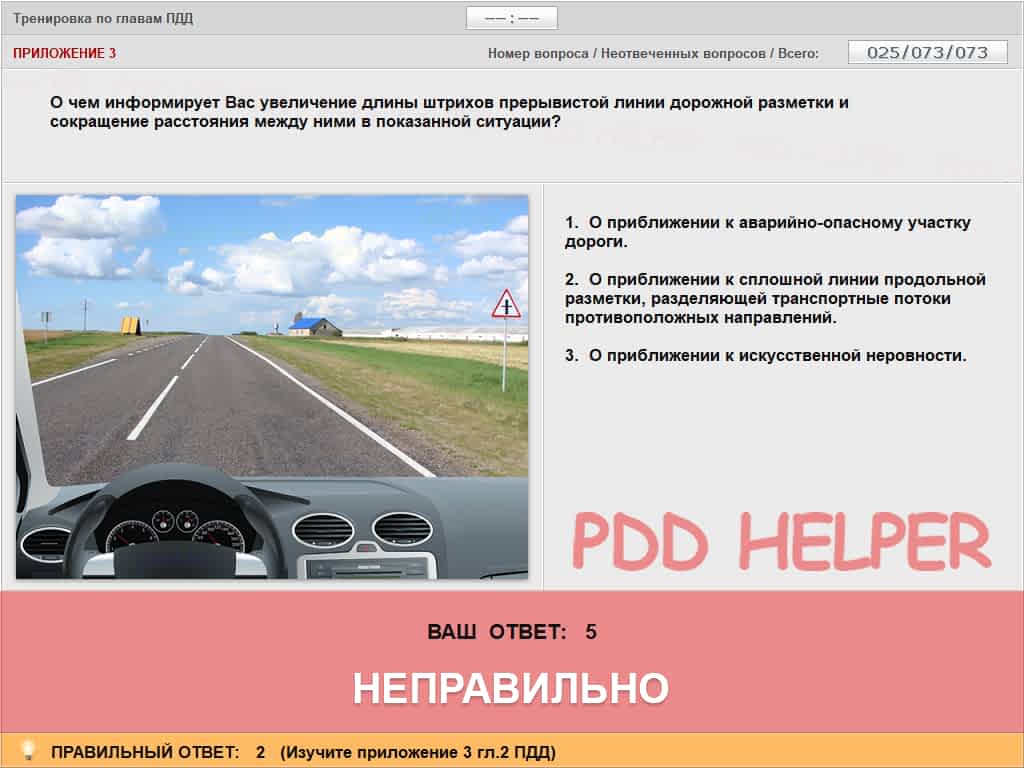 Тренировка по главам ПДД
––:––
ПРИЛОЖЕНИЕ 3
Номер вопроса / Неотвеченных вопросов / Всего:
025/073/073
О чем информирует Вас увеличение длины штрихов прерывистой линии дорожной разметки и
сокращение расстояния между ними в показанной ситуации?
1. О приближении к аварийно-опасному участку
дороги.
2. О приближении к сплошной линии продольной
разметки, разделяющей транспортные потоки
противоположных направлений.
3. О приближении к искусственной неровности.
PDD HELPER
ВАШ ОТВЕТ: 5
НЕПРАВИЛЬНО
ПРАВИЛЬНЫЙ ОТВЕТ: 2 (Изучите приложение 3 гл.2 ПДД)